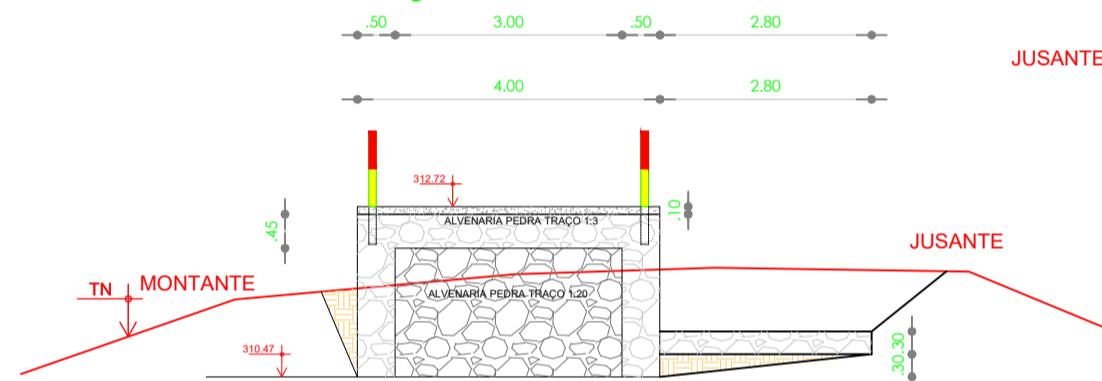 .50 3.00 .50 2.80
JUSANTE
4.00 2.80
312.72
.10
ALVENARIA PEDRA TRAÇO 1:3
.45
JUSANTE
TN MONTANTE
ALVENARIA PEDRA TRAÇO 1:20
310.47
.30 .30